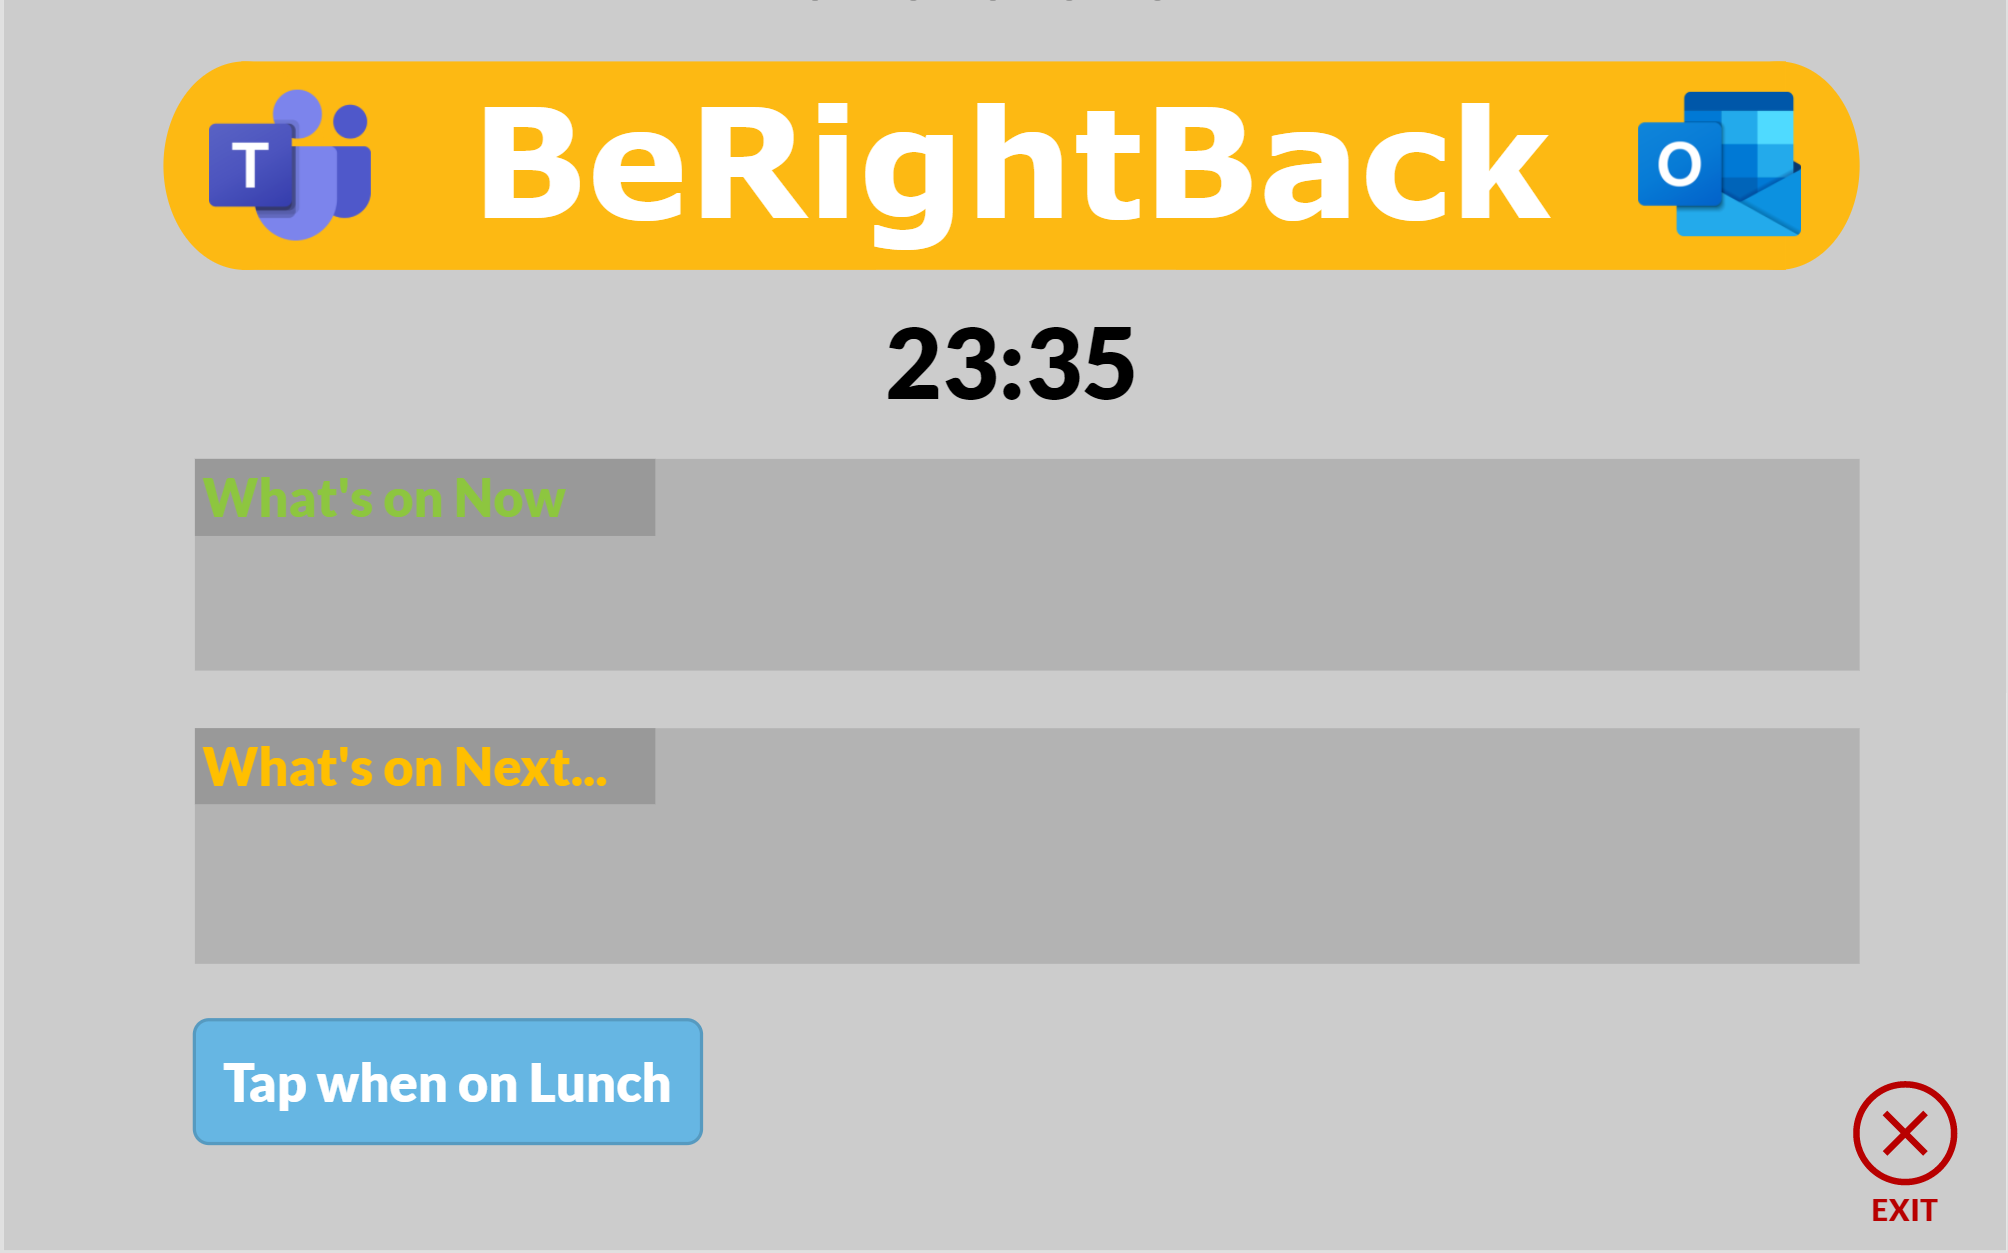 T
BeRightBack
O
23:35
What's on Now
What's on Next...
Tap when on Lunch
EXIT